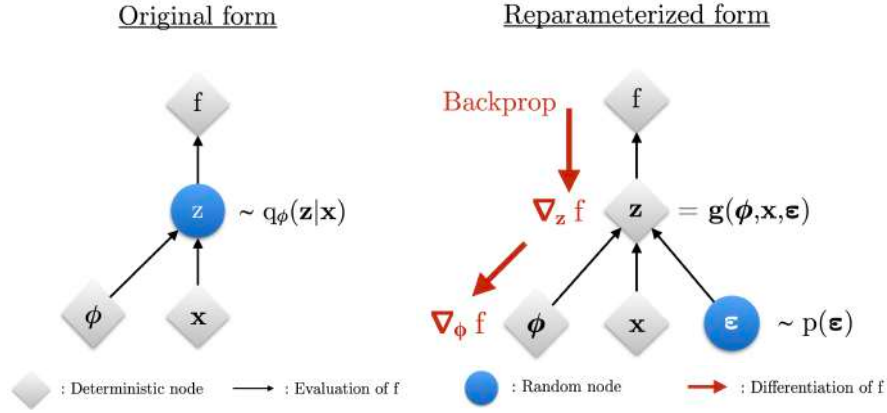 Original form
f
z ~ qϕ(z|x)
ϕ x
: Deterministic node : Evaluation of f
Reparameterized form
Backprop f
∇z f z = g(ϕ,x,ε)
∇ϕ f ϕ x ε ~ p(ε)
: Random node : Differentiation of f